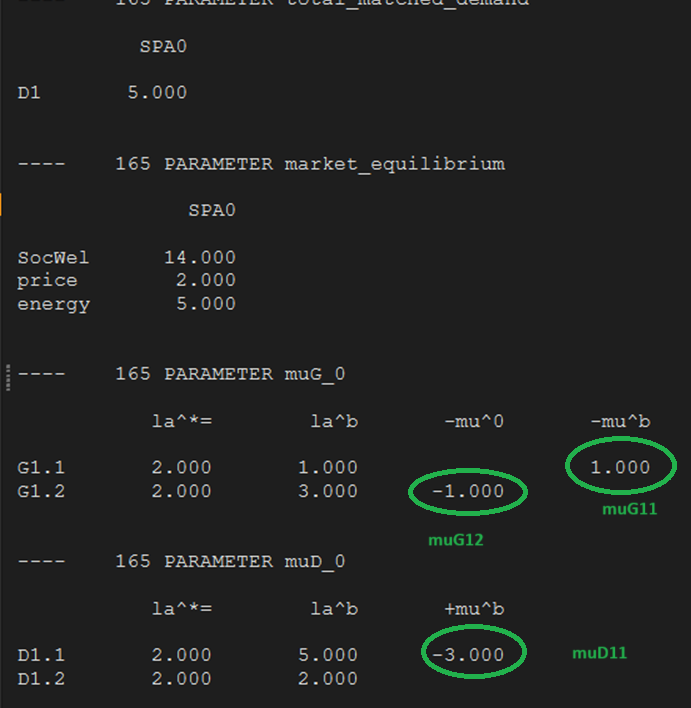 ---- 165 PARAMETER total_matched_demand
SPA0
D1 5.000
---- 165 PARAMETER market_equilibrium
SPA0
SocWel 14.000
price 2.000
energy 5.000
---- 165 PARAMETER muG_0
la^*= la^b -mu^0 -mu^b
G1.1 2.000 1.000 1.000
G1.2 2.000 3.000 -1.000
muG11
muG12
---- 165 PARAMETER muD_0
la^*= la^b +mu^b
D1.1 2.000 5.000 -3.000 muD11
D1.2 2.000 2.000